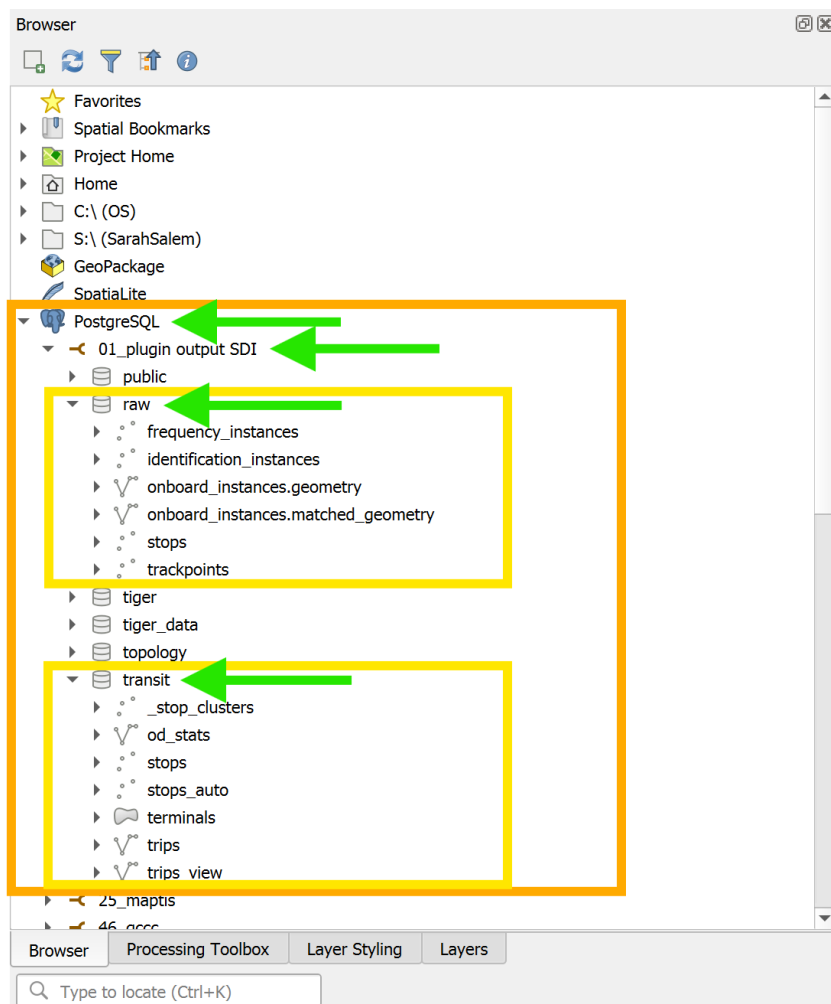 Browser
Favorites
Spatial Bookmarks
Project Home
Home
C:\ (OS)
S:\ (SarahSalem)
GeoPackage
SpatiaLite
PostgreSQL
01_plugin output SDI
public
raw
frequency_instances
identification_instances
onboard_instances.geometry
onboard_instances.matched_geometry
stops
trackpoints
tiger
tiger_data
topology
transit
_stop_clusters
od_stats
stops
stops_auto
terminals
trips
trips_view
25_maptis
Browser Processing Toolbox Layer Styling Layers
Type to locate (Ctrl+K)